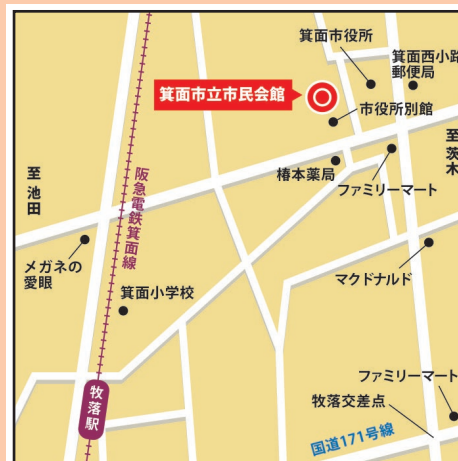 箕面市役所
箕面西小路
郵便局
箕面市立市民会館
市役所別館
至茨木
椿本薬局
ファミリーマート
至池田
阪急電鉄箕面線
メガネの
愛眼
箕面小学校
マクドナルド
牧落駅
ファミリーマート
牧落交差点
国道171号線